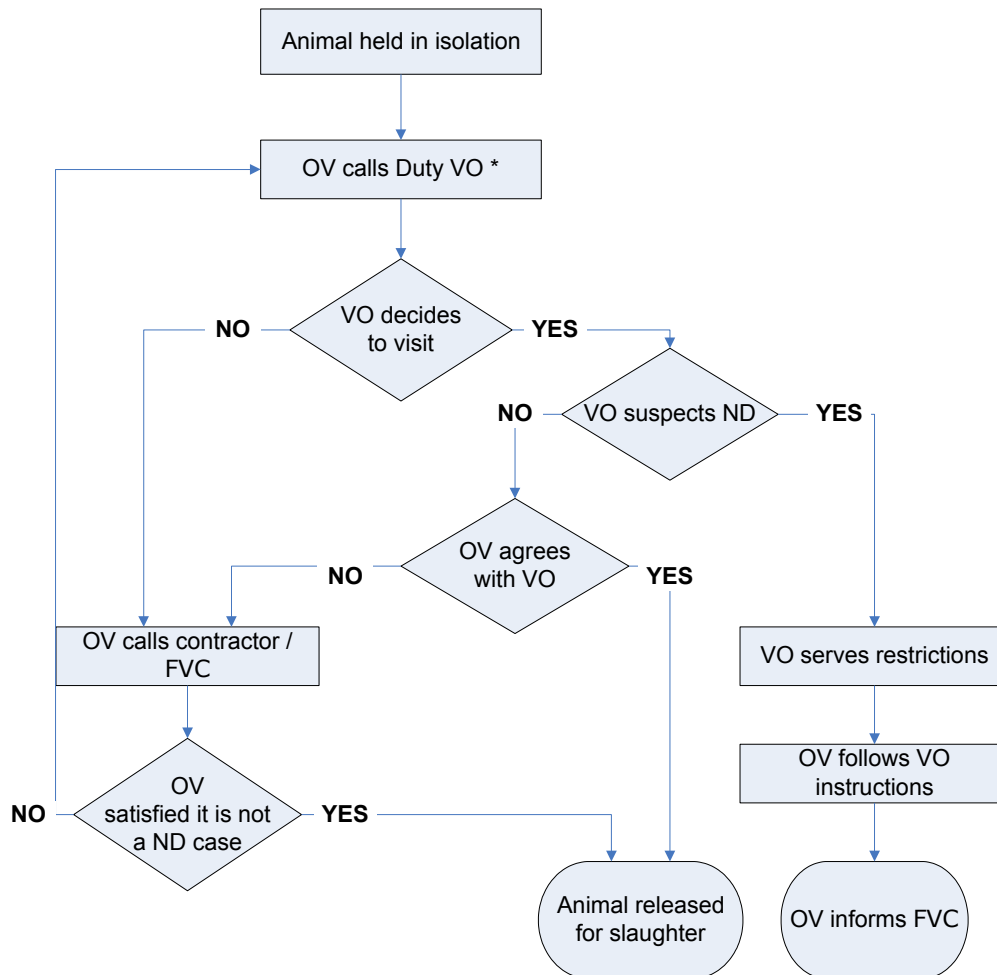 Animal held in isolation
OV calls Duty VO *
VO decides
to visit
NO
YES
VO suspects ND
NO
YES
OV agrees
with VO
NO
YES
OV calls contractor /
FVC
VO serves restrictions
OV follows VO
instructions
OV
satisfied it is not
a ND case
NO
YES
Animal released
for slaughter
OV informs FVC